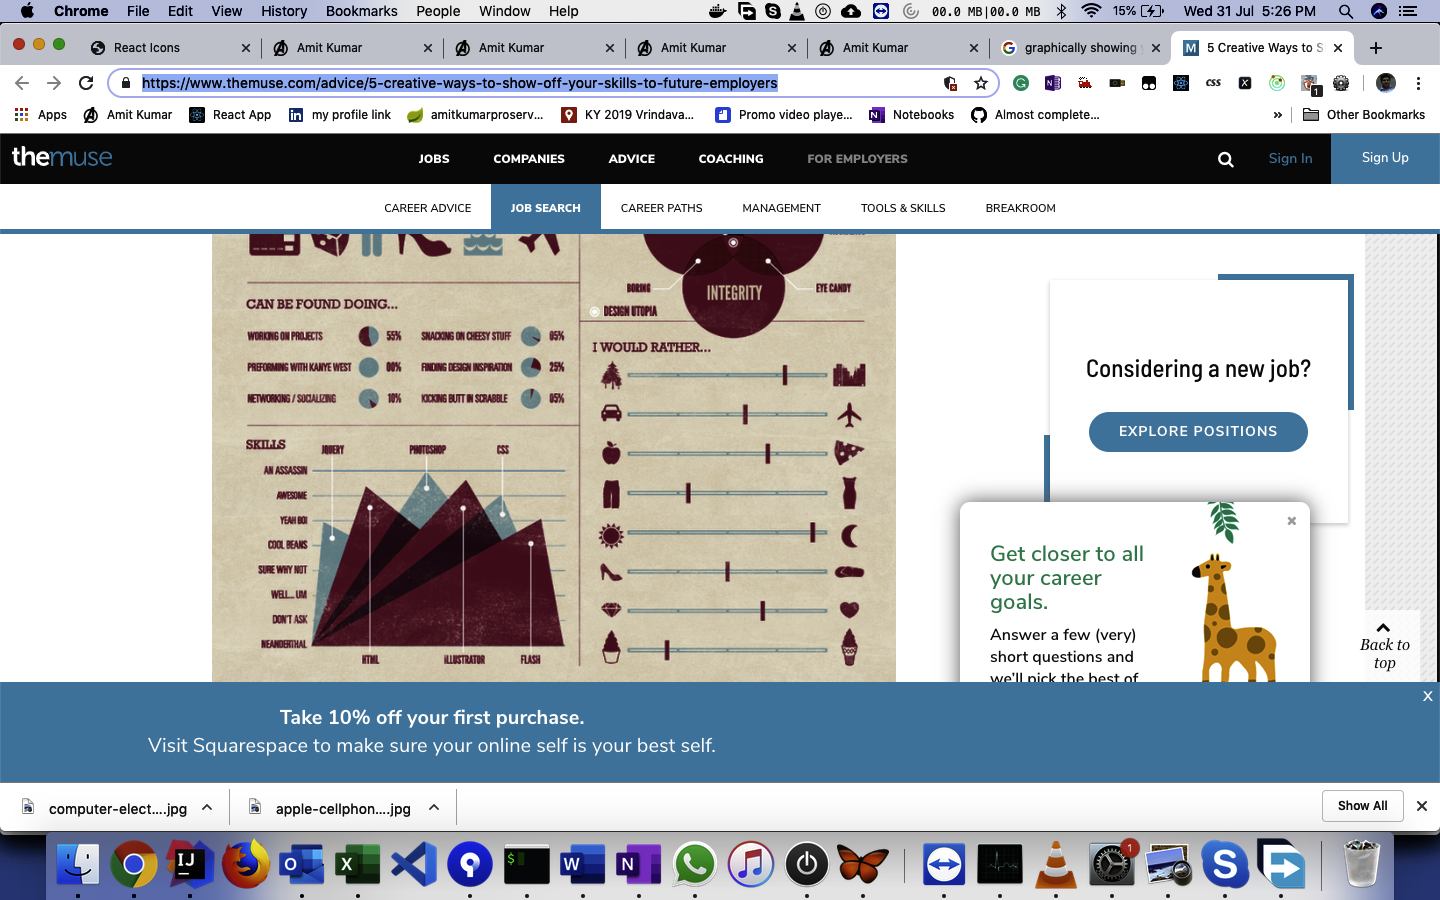 Chrome File Edit View History Bookmarks People Window Help 00.0 MB|00.0 MB 15% Wed 31 Jul 5:26 PM
React Icons Amit Kumar Amit Kumar Amit Kumar Amit Kumar graphically showing 5 Creative Ways to S
https://www.themuse.com/advice/5-creative-ways-to-show-off-your-skills-to-future-employers
Apps Amit Kumar React App my profile link amitkumarproserv... KY 2019 Vrindava... Promo video playe... Notebooks Almost complete... » Other Bookmarks
themuse JOBS COMPANIES ADVICE COACHING FOR EMPLOYERS Sign In Sign Up
CAREER ADVICE JOB SEARCH CAREER PATHS MANAGEMENT TOOLS & SKILLS BREAKROOM
BORING INTEGRITY EYE CANDY
DESIGN UTOPIA
CAN BE FOUND DOING...
WORKING ON PROJECTS 55% SNACKING ON CHEESY STUFF 05%
PREFORMING WITH KANYE WEST 00% FINDING DESIGN INSPIRATION 25%
NETWORKING / SOCIALIZING 10% KICKING BUTT IN SCRABBLE 05%
SKILLS
JQUERY PHOTOSHOP CSS
AN ASSASSIN
AWESOME
YEAH BOI
COOL BEANS
SURE WHY NOT
WELL... UM
DON'T ASK
NEANDERTHAL
HTML ILLUSTRATOR FLASH
I WOULD RATHER...
Considering a new job?
EXPLORE POSITIONS
Get closer to all
your career
goals.
Answer a few (very)
short questions and
we'll pick the best of
Back to
top
Take 10% off your first purchase.
Visit Squarespace to make sure your online self is your best self.
X
computer-elect....jpg apple-cellphon....jpg Show All